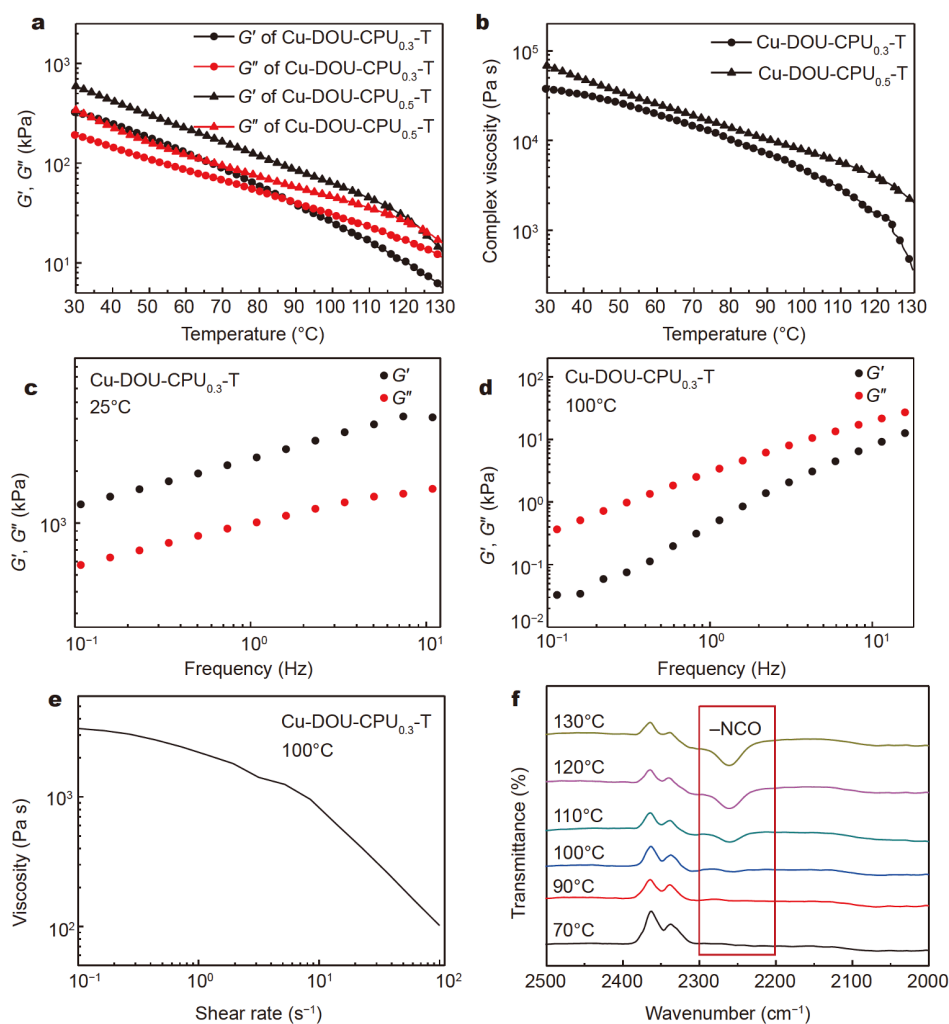 a
G′, G″ (kPa)
10³
10²
10¹
G′ of Cu-DOU-CPU₀.₃-T
G″ of Cu-DOU-CPU₀.₃-T
G′ of Cu-DOU-CPU₀.₅-T
G″ of Cu-DOU-CPU₀.₅-T
30 40 50 60 70 80 90 100 110 120 130
Temperature (°C)
b
Complex viscosity (Pa s)
10⁵
10⁴
10³
Cu-DOU-CPU₀.₃-T
Cu-DOU-CPU₀.₅-T
30 40 50 60 70 80 90 100 110 120 130
Temperature (°C)
c
G′, G″ (kPa)
10³
Cu-DOU-CPU₀.₃-T
25°C
G′
G″
10⁻¹ 10⁰ 10¹
Frequency (Hz)
d
G′, G″ (kPa)
10²
10¹
10⁰
10⁻¹
10⁻²
Cu-DOU-CPU₀.₃-T
100°C
G′
G″
10⁻¹ 10⁰ 10¹
Frequency (Hz)
e
Viscosity (Pa s)
10³
10²
Cu-DOU-CPU₀.₃-T
100°C
10⁻¹ 10⁰ 10¹ 10²
Shear rate (s⁻¹)
f
Transmittance (%)
130°C
120°C
110°C
100°C
90°C
70°C
–NCO
2500 2400 2300 2200 2100 2000
Wavenumber (cm⁻¹)